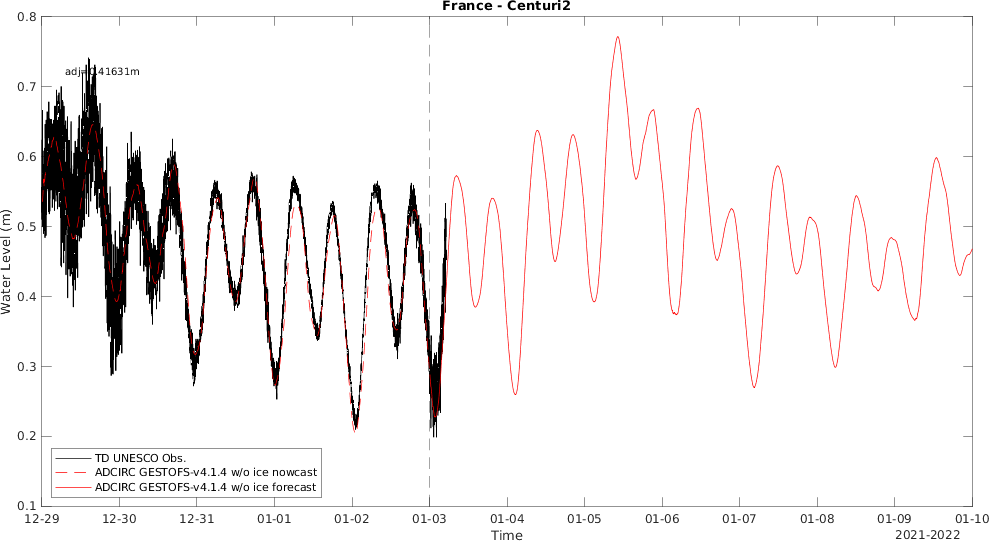 France - Centuri2
adj=0.41631m
Water Level (m)
0.8
0.7
0.6
0.5
0.4
0.3
0.2
0.1
TD UNESCO Obs.
ADCIRC GESTOFS-v4.1.4 w/o ice nowcast
ADCIRC GESTOFS-v4.1.4 w/o ice forecast
12-29 12-30 12-31 01-01 01-02 01-03 01-04 01-05 01-06 01-07 01-08 01-09 01-10
Time
2021-2022